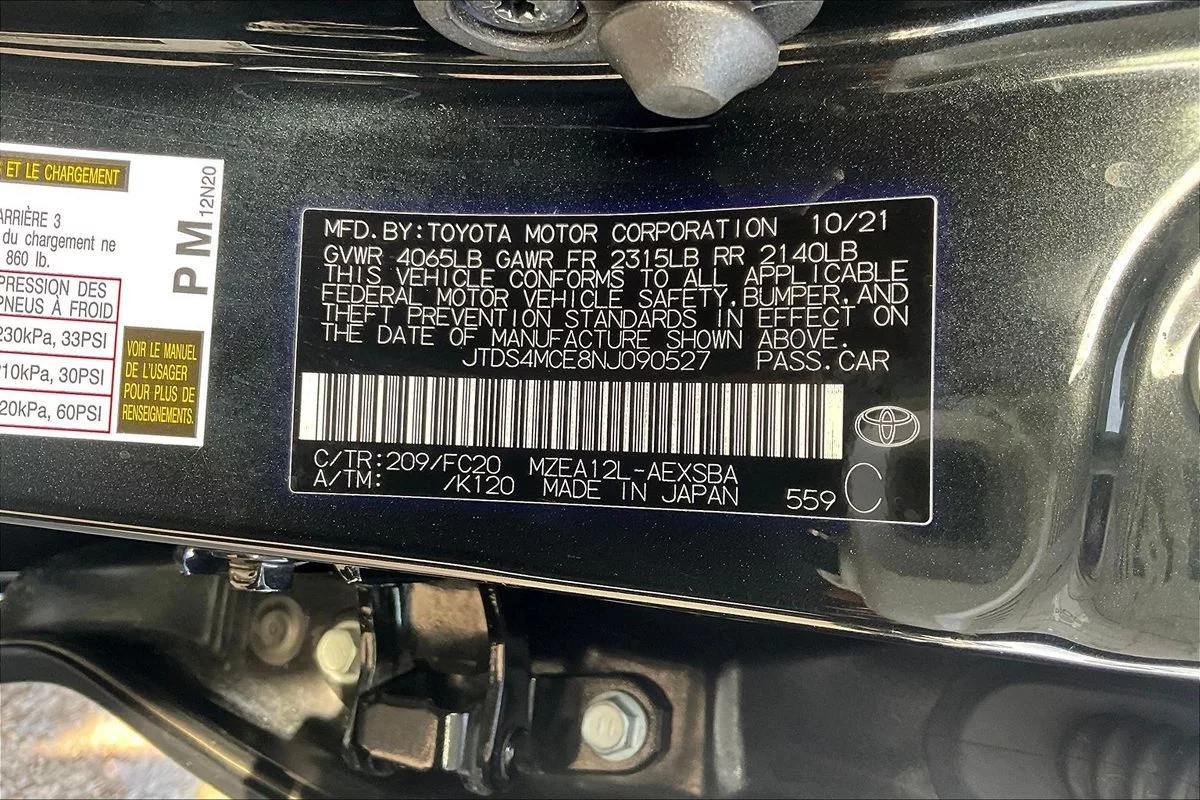 ET LE CHARGEMENT
ARRIÈRE 3
du chargement ne
860 lb.
PRESSION DES
PNEUS À FROID
230kPa, 33PSI
210kPa, 30PSI
420kPa, 60PSI
VOIR LE MANUEL
DE L'USAGER
POUR PLUS DE
RENSEIGNEMENTS.
PM
12N20
MFD.BY:TOYOTA MOTOR CORPORATION 10/21
GVWR 4065LB GAWR FR 2315LB RR 2140LB
THIS VEHICLE CONFORMS TO ALL APPLICABLE
FEDERAL MOTOR VEHICLE SAFETY,BUMPER,AND
THEFT PREVENTION STANDARDS IN EFFECT ON
THE DATE OF MANUFACTURE SHOWN ABOVE.
JTDS4MCE8NJ090527 PASS.CAR
C/TR:209/FC20 MZEA12L-AEXSBA
A/TM: /K120 MADE IN JAPAN 559 C